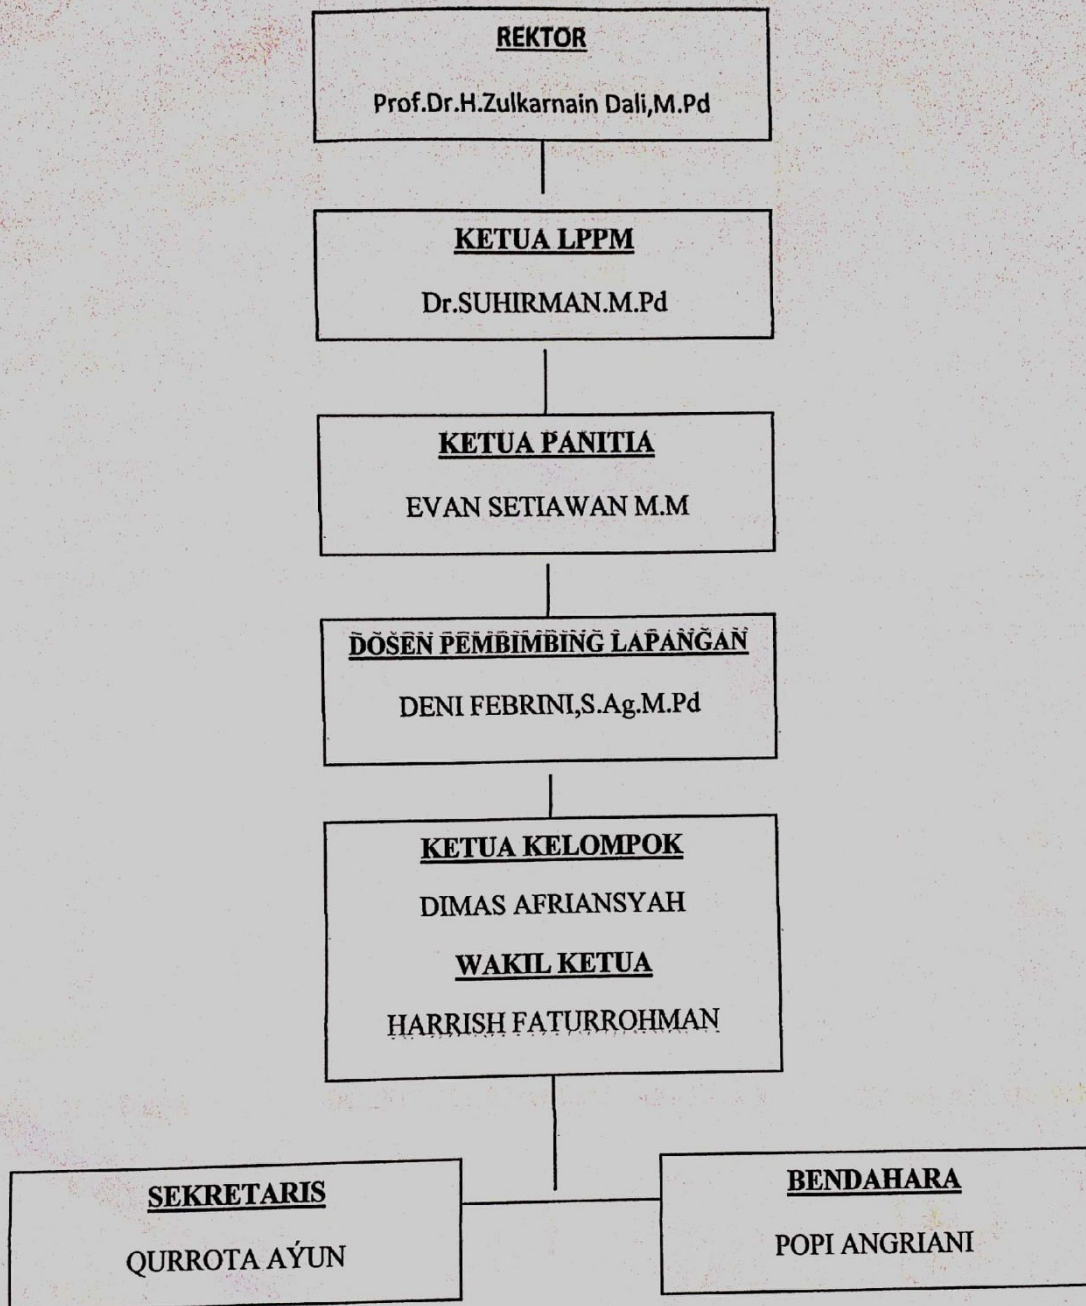 REKTOR
Prof.Dr.H.Zulkarnain Dali,M.Pd
KETUA LPPM
Dr.SUHIRMAN.M.Pd
KETUA PANITIA
EVAN SETIAWAN M.M
DOSEN PEMBIMBING LAPANGAN
DENI FEBRINI,S.Ag.M.Pd
KETUA KELOMPOK
DIMAS AFRIANSYAH
WAKIL KETUA
HARRISH FATURROHMAN
SEKRETARIS
QURROTA AÝUN
BENDAHARA
POPI ANGRIANI